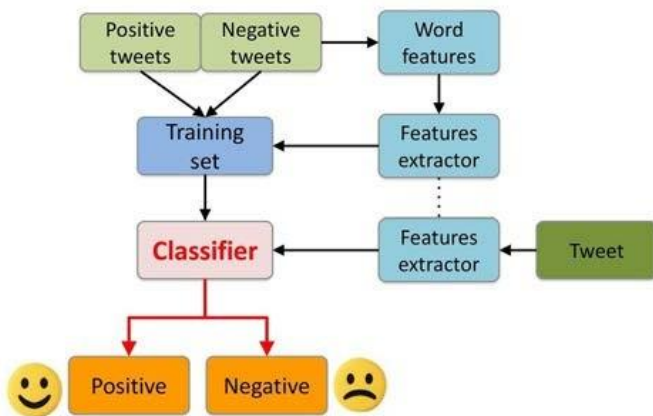 Positive
tweets
Negative
tweets
Word
features
Training
set
Features
extractor
Classifier
Features
extractor
Tweet
Positive
Negative